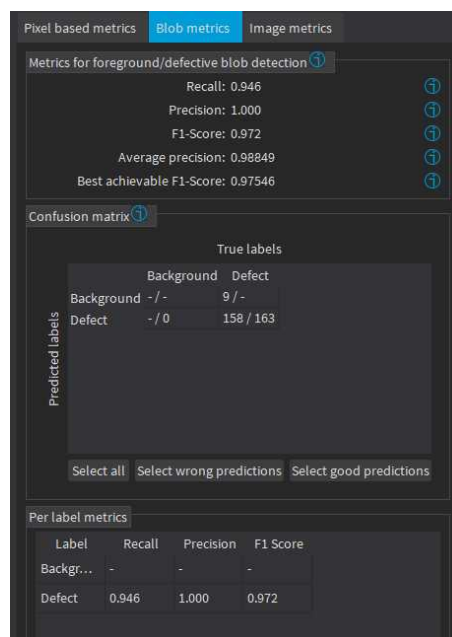 Pixel based metrics Blob metrics Image metrics
Metrics for foreground/defective blob detection
Recall: 0.946
Precision: 1.000
F1-Score: 0.972
Average precision: 0.98849
Best achievable F1-Score: 0.97546
Confusion matrix
True labels
Background Defect
Background - / - 9 / -
Defect - / 0 158 / 163
Predicted labels
Select all Select wrong predictions Select good predictions
Per label metrics
Label Recall Precision F1 Score
Backgr... - - -
Defect 0.946 1.000 0.972